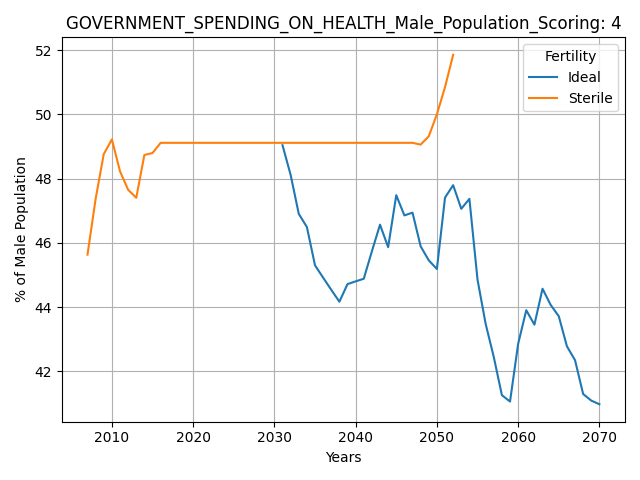 GOVERNMENT_SPENDING_ON_HEALTH_Male_Population_Scoring: 4
52
50
48
46
44
42
% of Male Population
Fertility
Ideal
Sterile
2010 2020 2030 2040 2050 2060 2070
Years